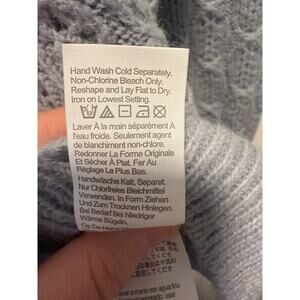 Hand Wash Cold Separately.
Non-Chlorine Bleach Only,
Reshape and Lay Flat to Dry.
Iron on Lowest Setting.
Laver À la main séparément À
l'eau froide. Seulement agent
de blanchiment non-chlore.
Redonner La Forme Originale
Et Sécher À Plat. Fer Au
Réglage Le Plus Bas.
Handwäsche Kalt, Separat.
Nur Chlorfreies Bleichmittel
Verwenden. In Form Ziehen
Und Zum Trocknen Hinlegen.
Bei Bedarf Bei Niedriger
Wärme Bügeln.
Op De Hand W